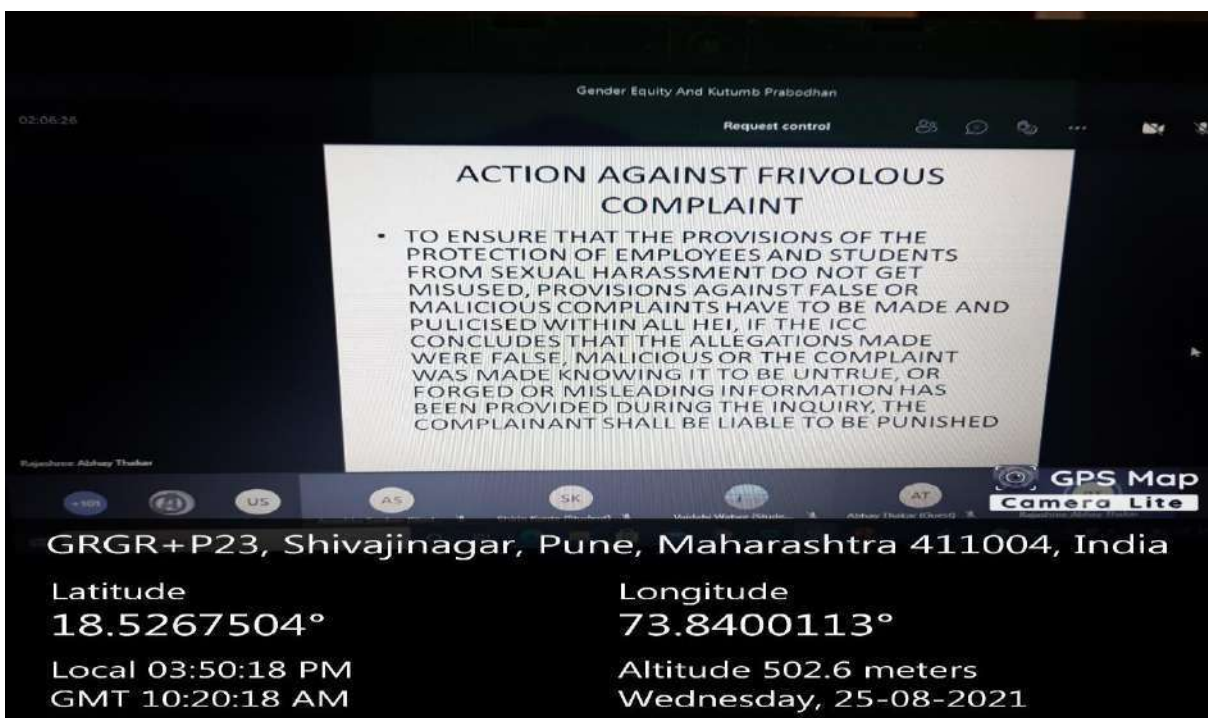 Gender Equity And Kutumb Prabodhan
02:06:26
Request control
ACTION AGAINST FRIVOLOUS
COMPLAINT
• TO ENSURE THAT THE PROVISIONS OF THE
PROTECTION OF EMPLOYEES AND STUDENTS
FROM SEXUAL HARASSMENT DO NOT GET
MISUSED, PROVISIONS AGAINST FALSE OR
MALICIOUS COMPLAINTS HAVE TO BE MADE AND
PULICISED WITHIN ALL HEI, IF THE ICC
CONCLUDES THAT THE ALLEGATIONS MADE
WERE FALSE, MALICIOUS OR THE COMPLAINT
WAS MADE KNOWING IT TO BE UNTRUE, OR
FORGED OR MISLEADING INFORMATION HAS
BEEN PROVIDED DURING THE INQUIRY, THE
COMPLAINANT SHALL BE LIABLE TO BE PUNISHED
Rajashree Abhay Thakar
+101 US AS SK AT
Abhay Thakar (Guest)
GPS Map
Camera Lite
GRGR+P23, Shivajinagar, Pune, Maharashtra 411004, India
Latitude
18.5267504°
Longitude
73.8400113°
Local 03:50:18 PM
GMT 10:20:18 AM
Altitude 502.6 meters
Wednesday, 25-08-2021